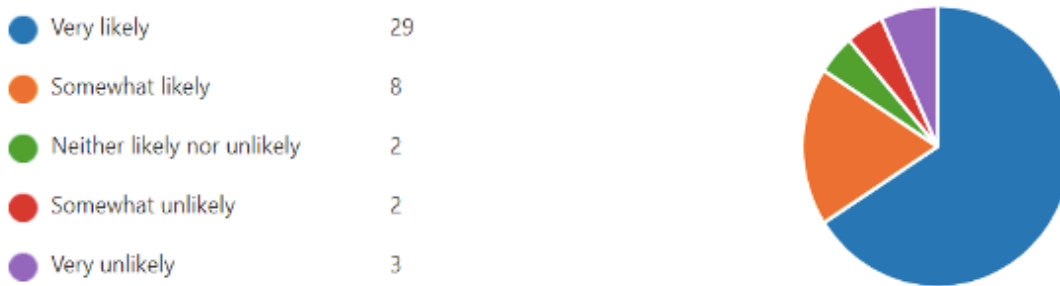 Very likely 29
Somewhat likely 8
Neither likely nor unlikely 2
Somewhat unlikely 2
Very unlikely 3